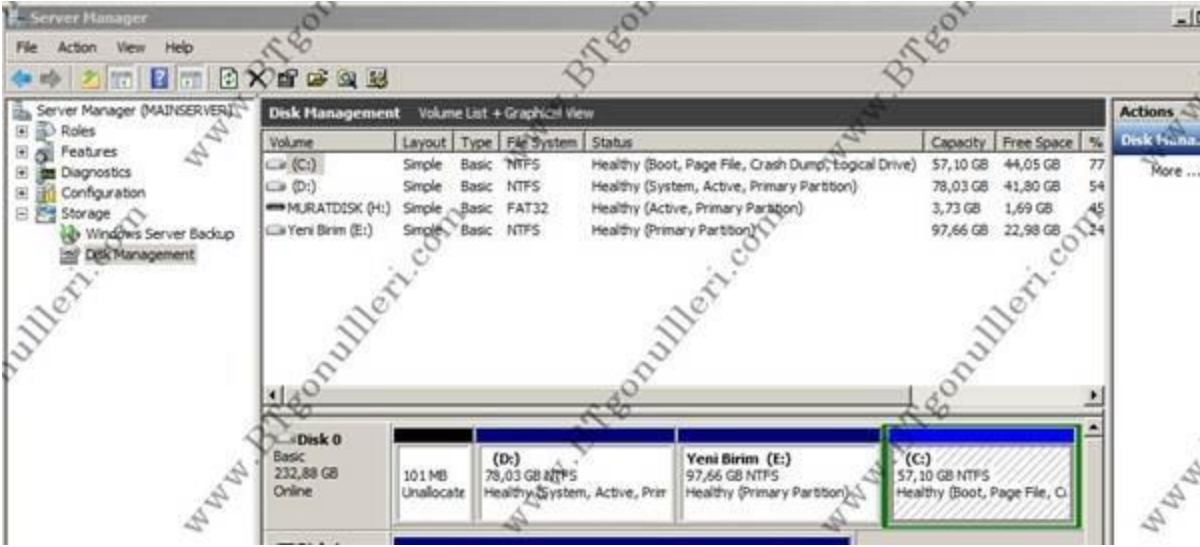 Server Manager
File Action View Help
Server Manager (MAINSERVER)
Roles
Features
Diagnostics
Configuration
Storage
Windows Server Backup
Disk Management
Disk Management Volume List + Graphical View
Volume Layout Type File System Status Capacity Free Space %
(C:) Simple Basic NTFS Healthy (Boot, Page File, Crash Dump, Logical Drive) 57,10 GB 44,05 GB 77
(D:) Simple Basic NTFS Healthy (System, Active, Primary Partition) 78,03 GB 41,80 GB 54
MURATDISK (H:) Simple Basic FAT32 Healthy (Active, Primary Partition) 3,73 GB 1,69 GB 45
Yeni Birim (E:) Simple Basic NTFS Healthy (Primary Partition) 97,66 GB 22,98 GB 24
Actions
Disk Mana...
More ...
Disk 0
Basic
232,88 GB
Online
101 MB
Unallocate
(D:)
78,03 GB NTFS
Healthy (System, Active, Prim
Yeni Birim (E:)
97,66 GB NTFS
Healthy (Primary Partition)
(C:)
57,10 GB NTFS
Healthy (Boot, Page File, C
www.BTgonullleri.com